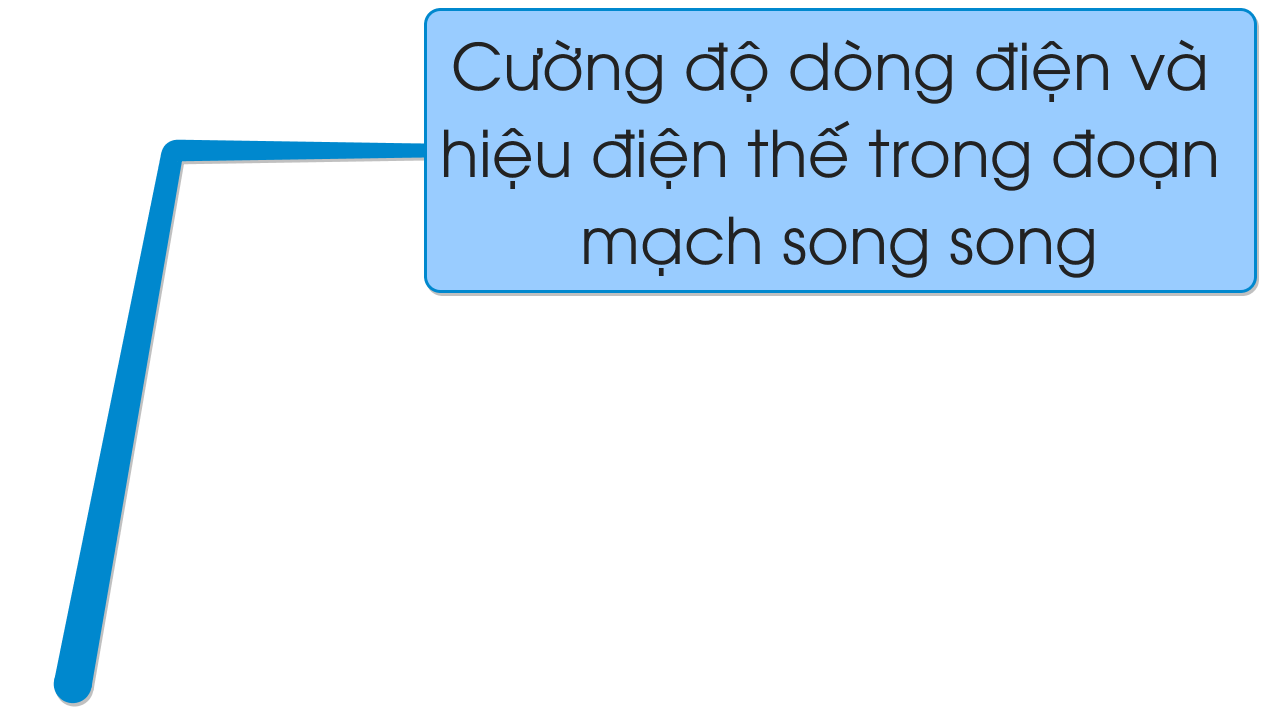 Cường độ dòng điện và
hiệu điện thế trong đoạn
mạch song song